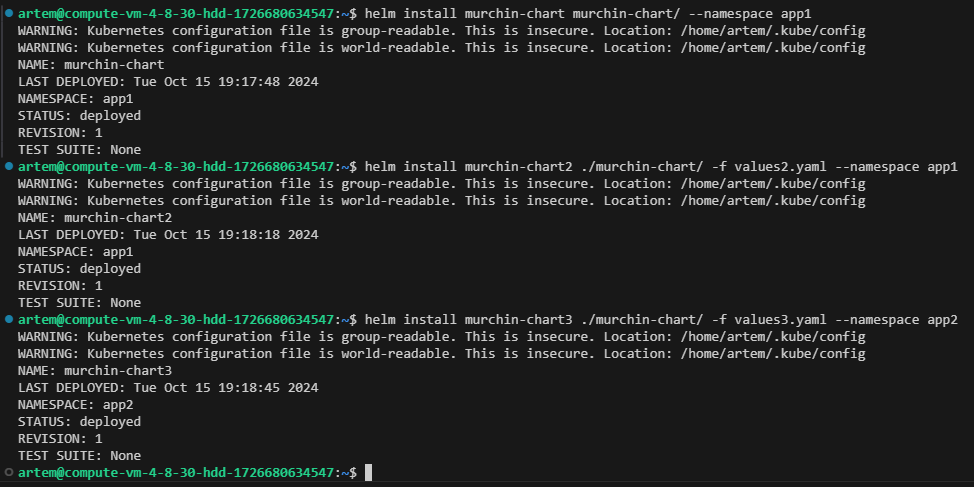 artem@compute-vm-4-8-30-hdd-1726680634547:~$ helm install murchin-chart murchin-chart/ --namespace app1
WARNING: Kubernetes configuration file is group-readable. This is insecure. Location: /home/artem/.kube/config
WARNING: Kubernetes configuration file is world-readable. This is insecure. Location: /home/artem/.kube/config
NAME: murchin-chart
LAST DEPLOYED: Tue Oct 15 19:17:48 2024
NAMESPACE: app1
STATUS: deployed
REVISION: 1
TEST SUITE: None
artem@compute-vm-4-8-30-hdd-1726680634547:~$ helm install murchin-chart2 ./murchin-chart/ -f values2.yaml --namespace app1
WARNING: Kubernetes configuration file is group-readable. This is insecure. Location: /home/artem/.kube/config
WARNING: Kubernetes configuration file is world-readable. This is insecure. Location: /home/artem/.kube/config
NAME: murchin-chart2
LAST DEPLOYED: Tue Oct 15 19:18:18 2024
NAMESPACE: app1
STATUS: deployed
REVISION: 1
TEST SUITE: None
artem@compute-vm-4-8-30-hdd-1726680634547:~$ helm install murchin-chart3 ./murchin-chart/ -f values3.yaml --namespace app2
WARNING: Kubernetes configuration file is group-readable. This is insecure. Location: /home/artem/.kube/config
WARNING: Kubernetes configuration file is world-readable. This is insecure. Location: /home/artem/.kube/config
NAME: murchin-chart3
LAST DEPLOYED: Tue Oct 15 19:18:45 2024
NAMESPACE: app2
STATUS: deployed
REVISION: 1
TEST SUITE: None
artem@compute-vm-4-8-30-hdd-1726680634547:~$